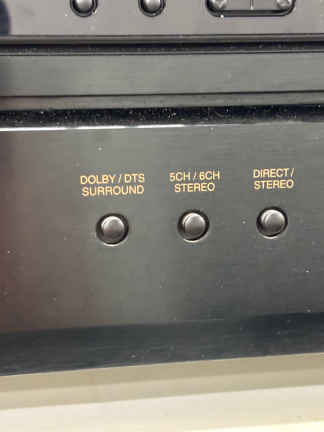 DOLBY / DTS
SURROUND
5CH / 6CH
STEREO
DIRECT /
STEREO